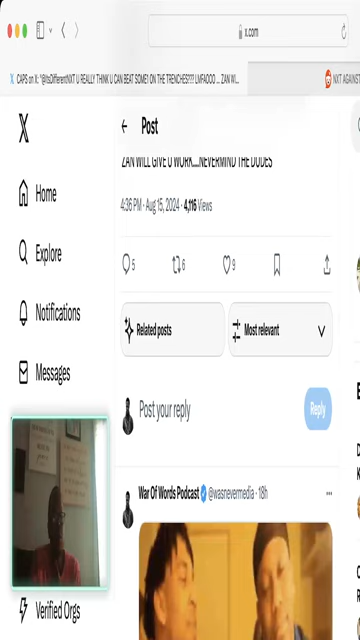 x.com
CAPS on X: "@ItsDifferentNXT U REALLY THINK U CAN BEAT SOME1 ON THE TRENCHES!!!! LMFAOOO ... ZAN WI...
NXT AGAINST
Post
ZAN WILL GIVE U WORK....NEVERMIND THE DUDES
Home
4:36 PM · Aug 15, 2024 · 4,116 Views
Explore
5 6 9
Notifications
Related posts
Most relevant
Messages
Post your reply
Reply
War Of Words Podcast @wasnevermedia · 18h
Verified Orgs